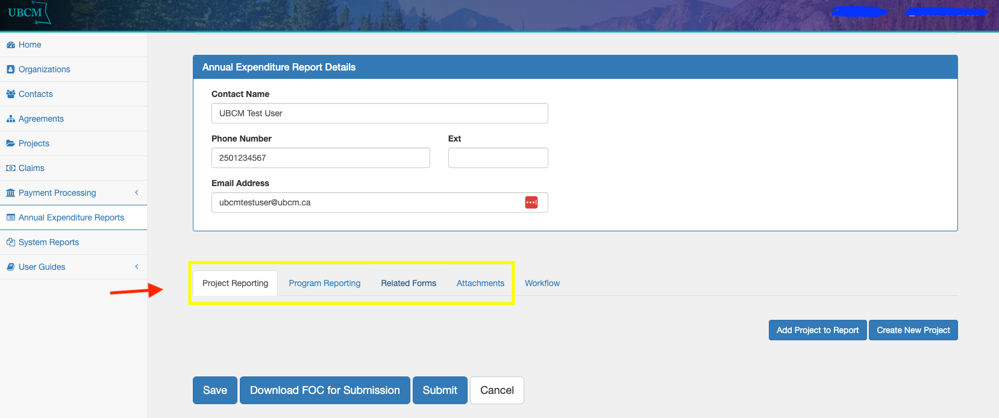 UBCM
Home
Organizations
Contacts
Agreements
Projects
Claims
Payment Processing
Annual Expenditure Reports
System Reports
User Guides
Annual Expenditure Report Details
Contact Name
UBCM Test User
Phone Number Ext
2501234567
Email Address
ubcmtestuser@ubcm.ca
Project Reporting Program Reporting Related Forms Attachments Workflow
Add Project to Report Create New Project
Save Download FOC for Submission Submit Cancel